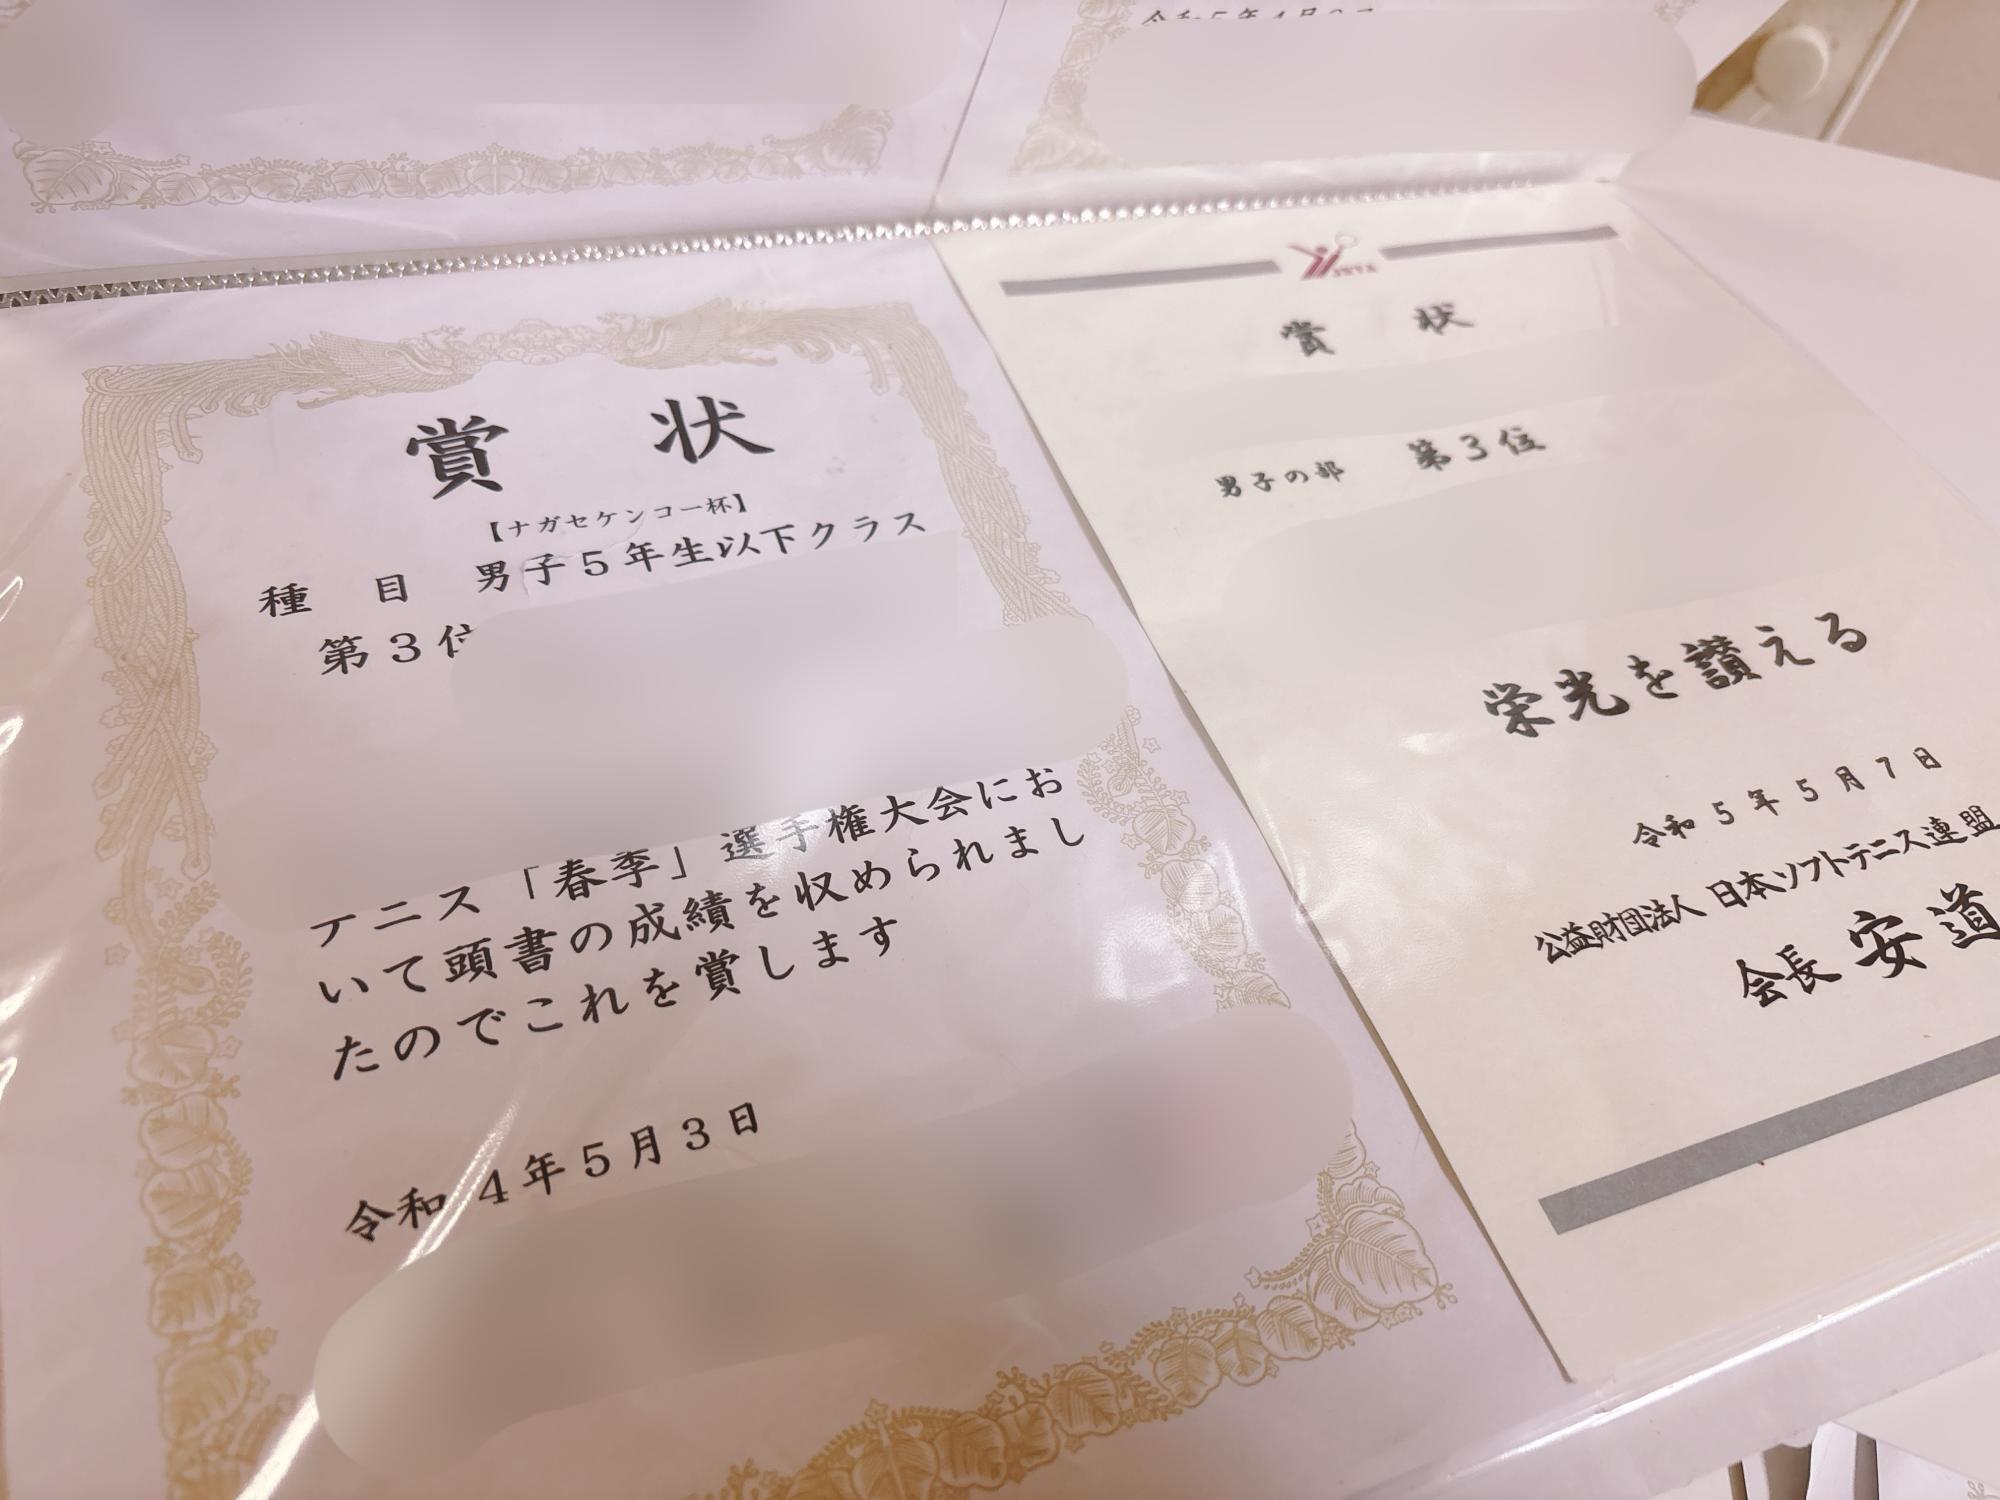 賞状
【ナガセケンコー杯】
種目 男子5年生以下クラス
第3位
テニス「春季」選手権大会にお
いて頭書の成績を収められまし
たのでこれを賞します
令和4年5月3日
賞状
男子の部 第3位
栄光を讃える
令和5年5月7日
公益財団法人 日本ソフトテニス連盟
会長 安道